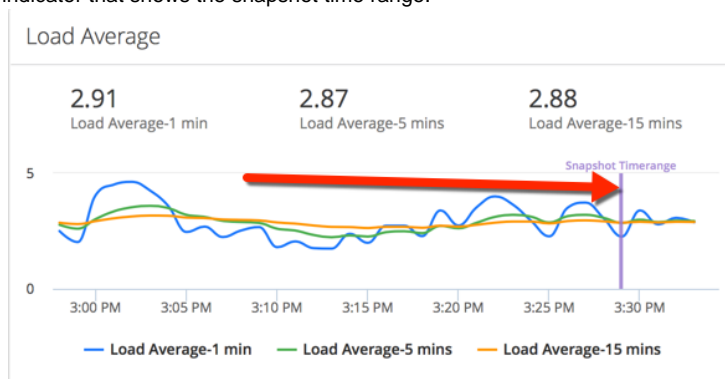 indicator that shows the snapshot time range.
Load Average
2.91 2.87 2.88
Load Average-1 min Load Average-5 mins Load Average-15 mins
Snapshot Timerange
5
0
3:00 PM 3:05 PM 3:10 PM 3:15 PM 3:20 PM 3:25 PM 3:30 PM
Load Average-1 min Load Average-5 mins Load Average-15 mins